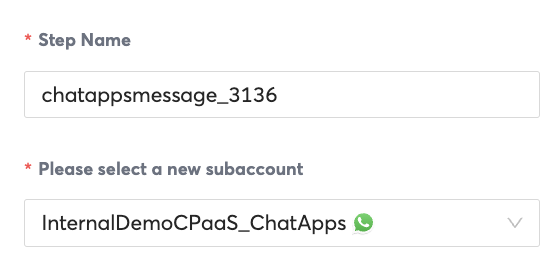 * Step Name
chatappsmessage_3136
* Please select a new subaccount
InternalDemoCPaaS_ChatApps